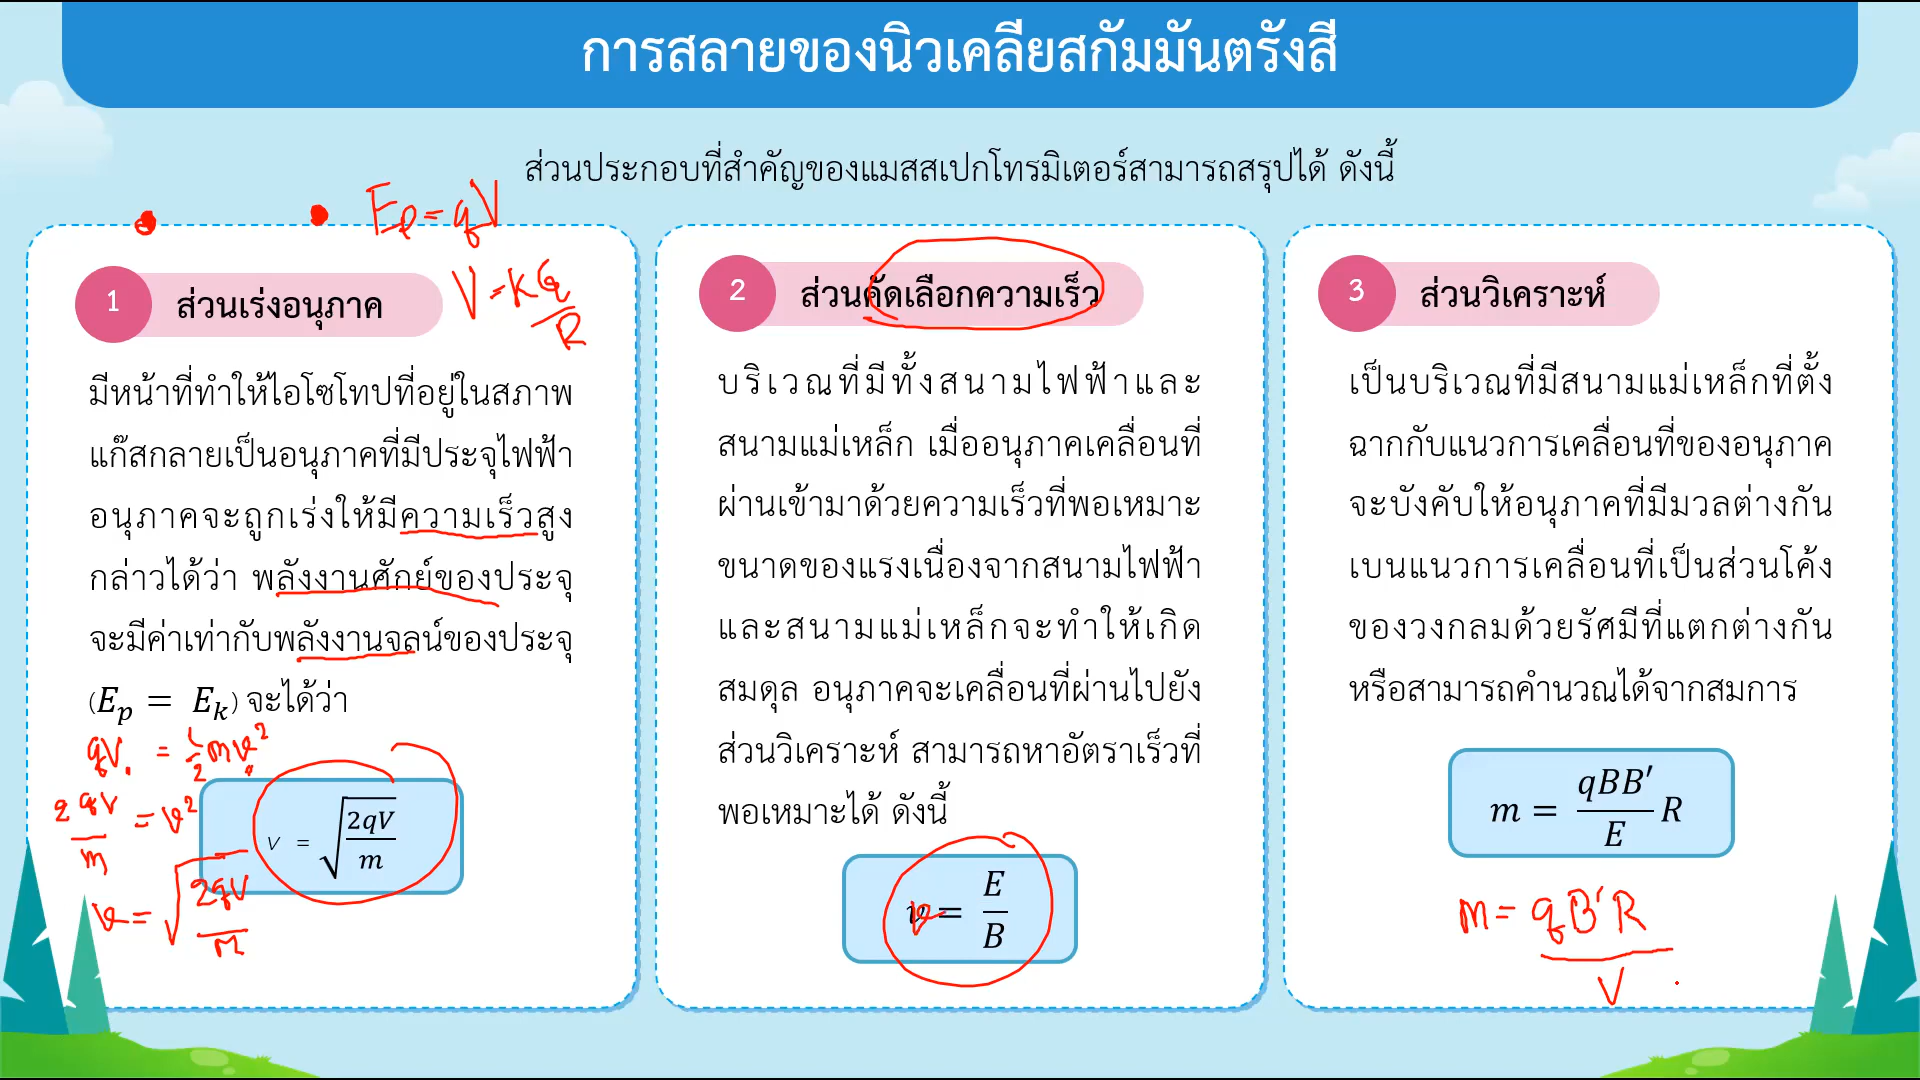 การสลายของนิวเคลียสกัมมันตรังสี
ส่วนประกอบที่สำคัญของแมสสเปกโทรมิเตอร์สามารถสรุปได้ ดังนี้
Ep = qV
V = KQ/R
1 ส่วนเร่งอนุภาค
มีหน้าที่ทำให้ไอโซโทปที่อยู่ในสภาพ
แก๊สกลายเป็นอนุภาคที่มีประจุไฟฟ้า
อนุภาคจะถูกเร่งให้มีความเร็วสูง
กล่าวได้ว่า พลังงานศักย์ของประจุ
จะมีค่าเท่ากับพลังงานจลน์ของประจุ
(Eₚ = Eₖ) จะได้ว่า
qV = 1/2 mv²
2qV/m = v²
v = √(2qV/m)
v = √(2qV/m)
2 ส่วนคัดเลือกความเร็ว
บริเวณที่มีทั้งสนามไฟฟ้าและ
สนามแม่เหล็ก เมื่ออนุภาคเคลื่อนที่
ผ่านเข้ามาด้วยความเร็วที่พอเหมาะ
ขนาดของแรงเนื่องจากสนามไฟฟ้า
และสนามแม่เหล็กจะทำให้เกิด
สมดุล อนุภาคจะเคลื่อนที่ผ่านไปยัง
ส่วนวิเคราะห์ สามารถหาอัตราเร็วที่
พอเหมาะได้ ดังนี้
v = E/B
3 ส่วนวิเคราะห์
เป็นบริเวณที่มีสนามแม่เหล็กที่ตั้ง
ฉากกับแนวการเคลื่อนที่ของอนุภาค
จะบังคับให้อนุภาคที่มีมวลต่างกัน
เบนแนวการเคลื่อนที่เป็นส่วนโค้ง
ของวงกลมด้วยรัศมีที่แตกต่างกัน
หรือสามารถคำนวณได้จากสมการ
m = qBB′/E R
m = qB′R/V